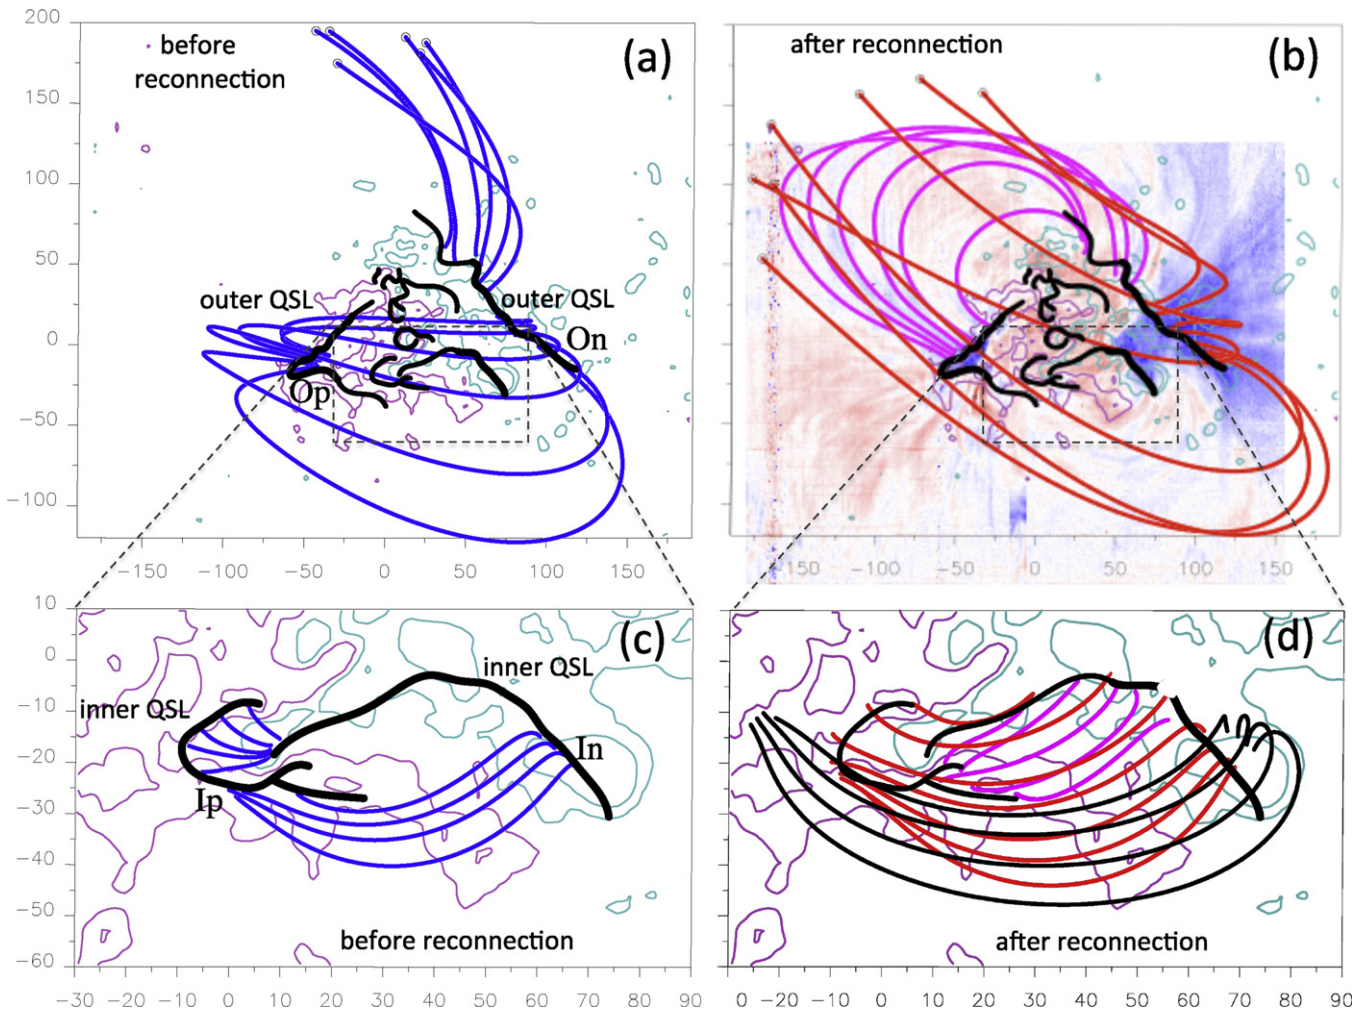 200
150
100
50
0
−50
−100
before
reconnection
(a)
outer QSL
outer QSL
On
Op
−150 −100 −50 0 50 100 150
after reconnection
(b)
−150 −100 −50 0 50 100 150
10
0
−10
−20
−30
−40
−50
−60
(c)
inner QSL
inner QSL
In
Ip
before reconnection
−30 −20 −10 0 10 20 30 40 50 60 70 80 90
(d)
after reconnection
0 −20 −10 0 10 20 30 40 50 60 70 80 90